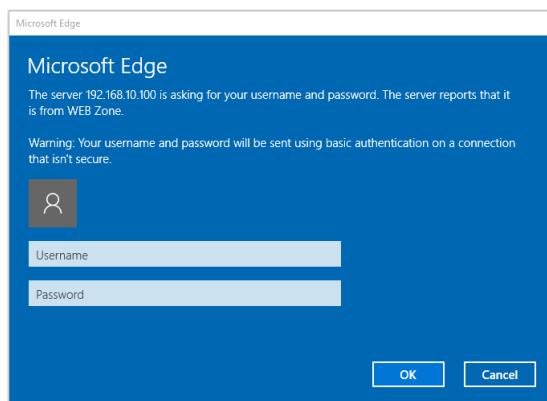 Microsoft Edge
Microsoft Edge
The server 192.168.10.100 is asking for your username and password. The server reports that it
is from WEB Zone.
Warning: Your username and password will be sent using basic authentication on a connection
that isn't secure.
Username
Password
OK Cancel